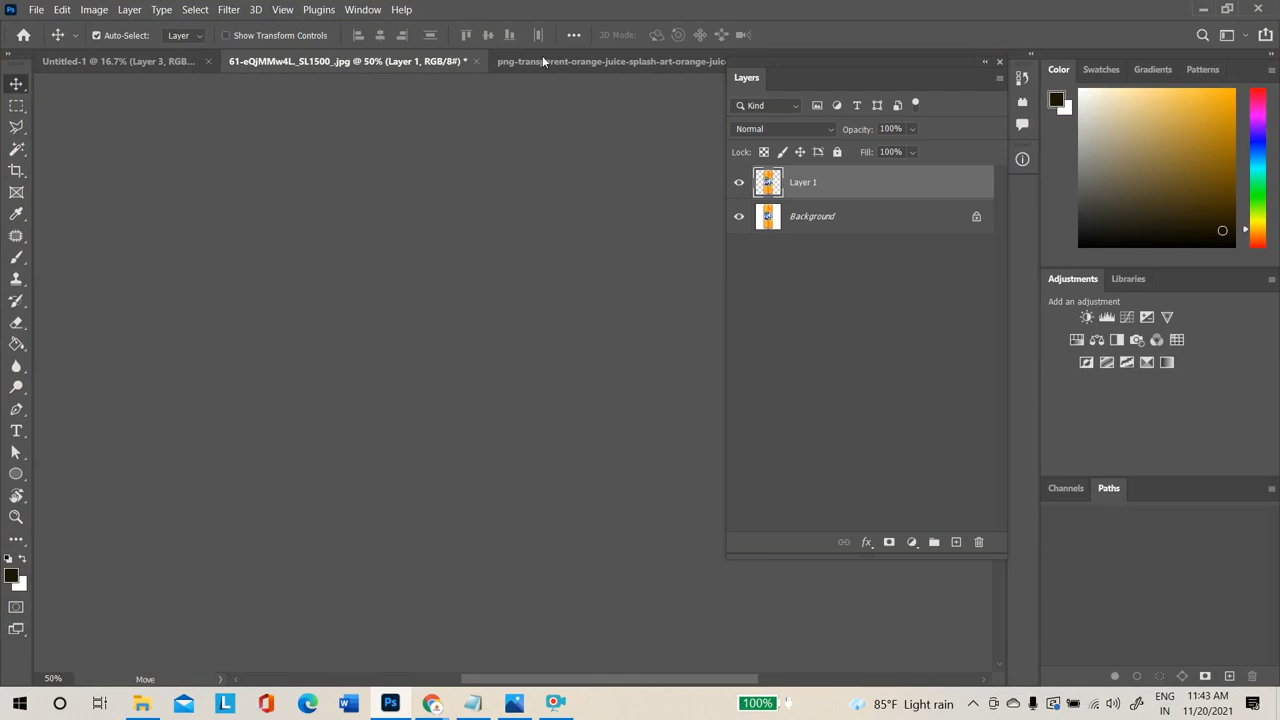 Ps File Edit Image Layer Type Select Filter 3D View Plugins Window Help
Auto-Select: Layer Show Transform Controls 3D Mode:
Untitled-1 @ 16.7% (Layer 3, RGB... × 61-eQjMMw4L_SL1500_.jpg @ 50% (Layer 1, RGB/8#) * × png-transparent-orange-juice-splash-art-orange-juice
Layers
Kind
Normal Opacity: 100%
Lock: Fill: 100%
Layer 1
Background
Color Swatches Gradients Patterns
Adjustments Libraries
Add an adjustment
Channels Paths
50% Move
100% 85°F Light rain ENG IN 11:43 AM 11/20/2021